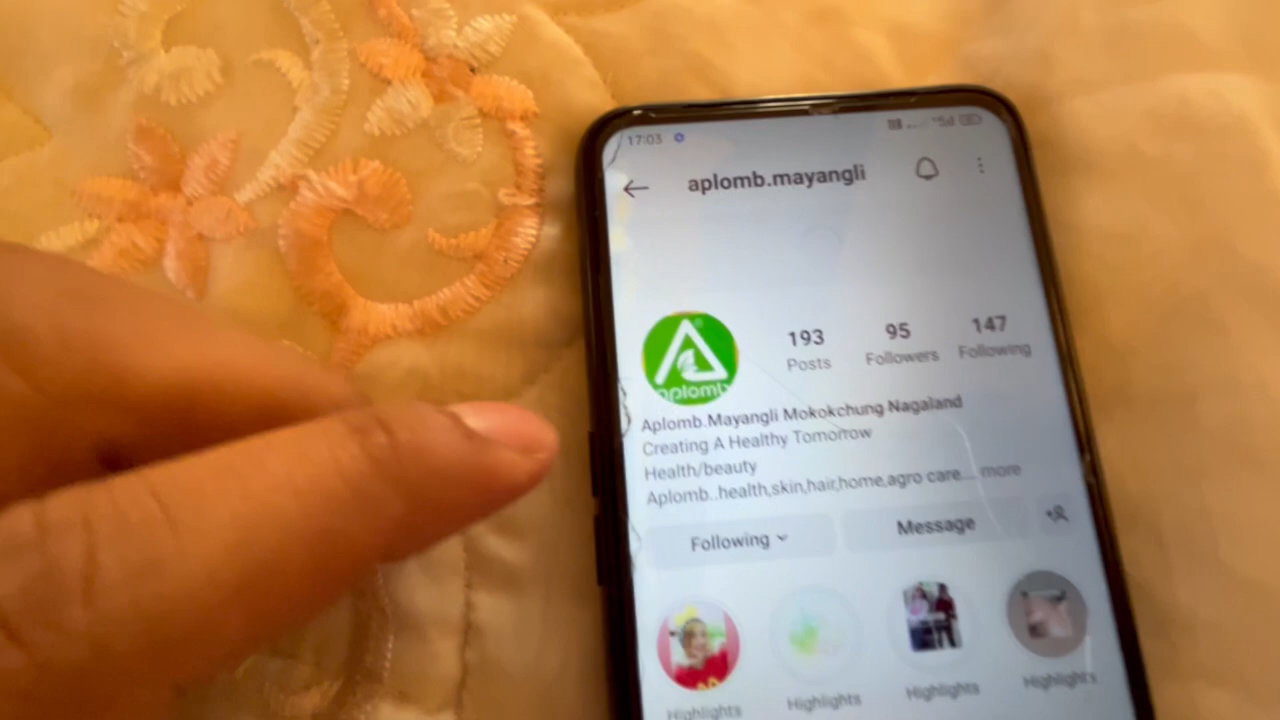 17:03
aplomb.mayangli
aplomb
193 95 147
Posts Followers Following
Aplomb.Mayangli Mokokchung Nagaland
Creating A Healthy Tomorrow
Health/beauty
Aplomb..health,skin,hair,home,agro care... more
Following Message
Highlights Highlights Highlights Highlights